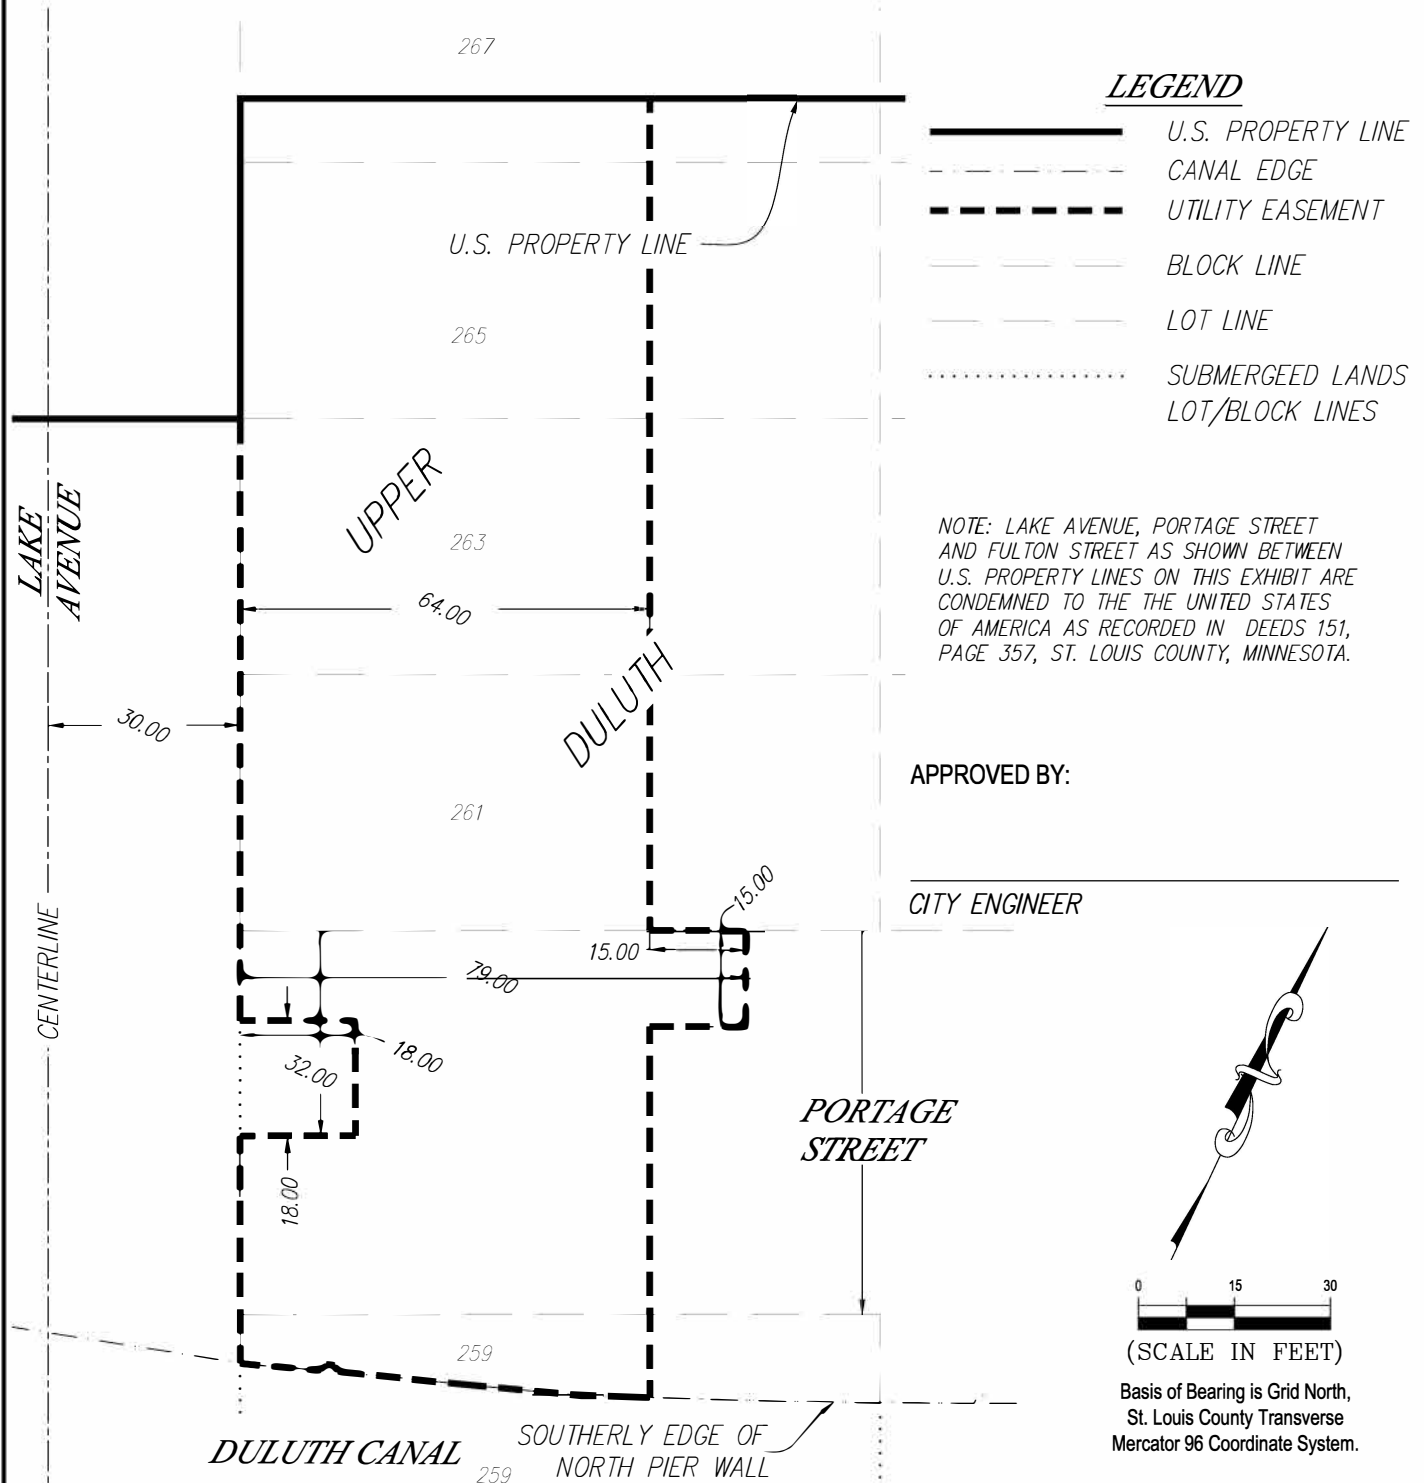 267
LEGEND
U.S. PROPERTY LINE
CANAL EDGE
UTILITY EASEMENT
BLOCK LINE
LOT LINE
SUBMERGEED LANDS
LOT/BLOCK LINES
U.S. PROPERTY LINE
265
UPPER
LAKE
AVENUE
263
64.00
NOTE: LAKE AVENUE, PORTAGE STREET
AND FULTON STREET AS SHOWN BETWEEN
U.S. PROPERTY LINES ON THIS EXHIBIT ARE
CONDEMNED TO THE THE UNITED STATES
OF AMERICA AS RECORDED IN DEEDS 151,
PAGE 357, ST. LOUIS COUNTY, MINNESOTA.
DULUTH
30.00
261
APPROVED BY:
CITY ENGINEER
CENTERLINE
15.00
15.00
79.00
18.00
32.00
18.00
PORTAGE
STREET
259
0 15 30
(SCALE IN FEET)
Basis of Bearing is Grid North,
St. Louis County Transverse
Mercator 96 Coordinate System.
DULUTH CANAL
SOUTHERLY EDGE OF
NORTH PIER WALL
259